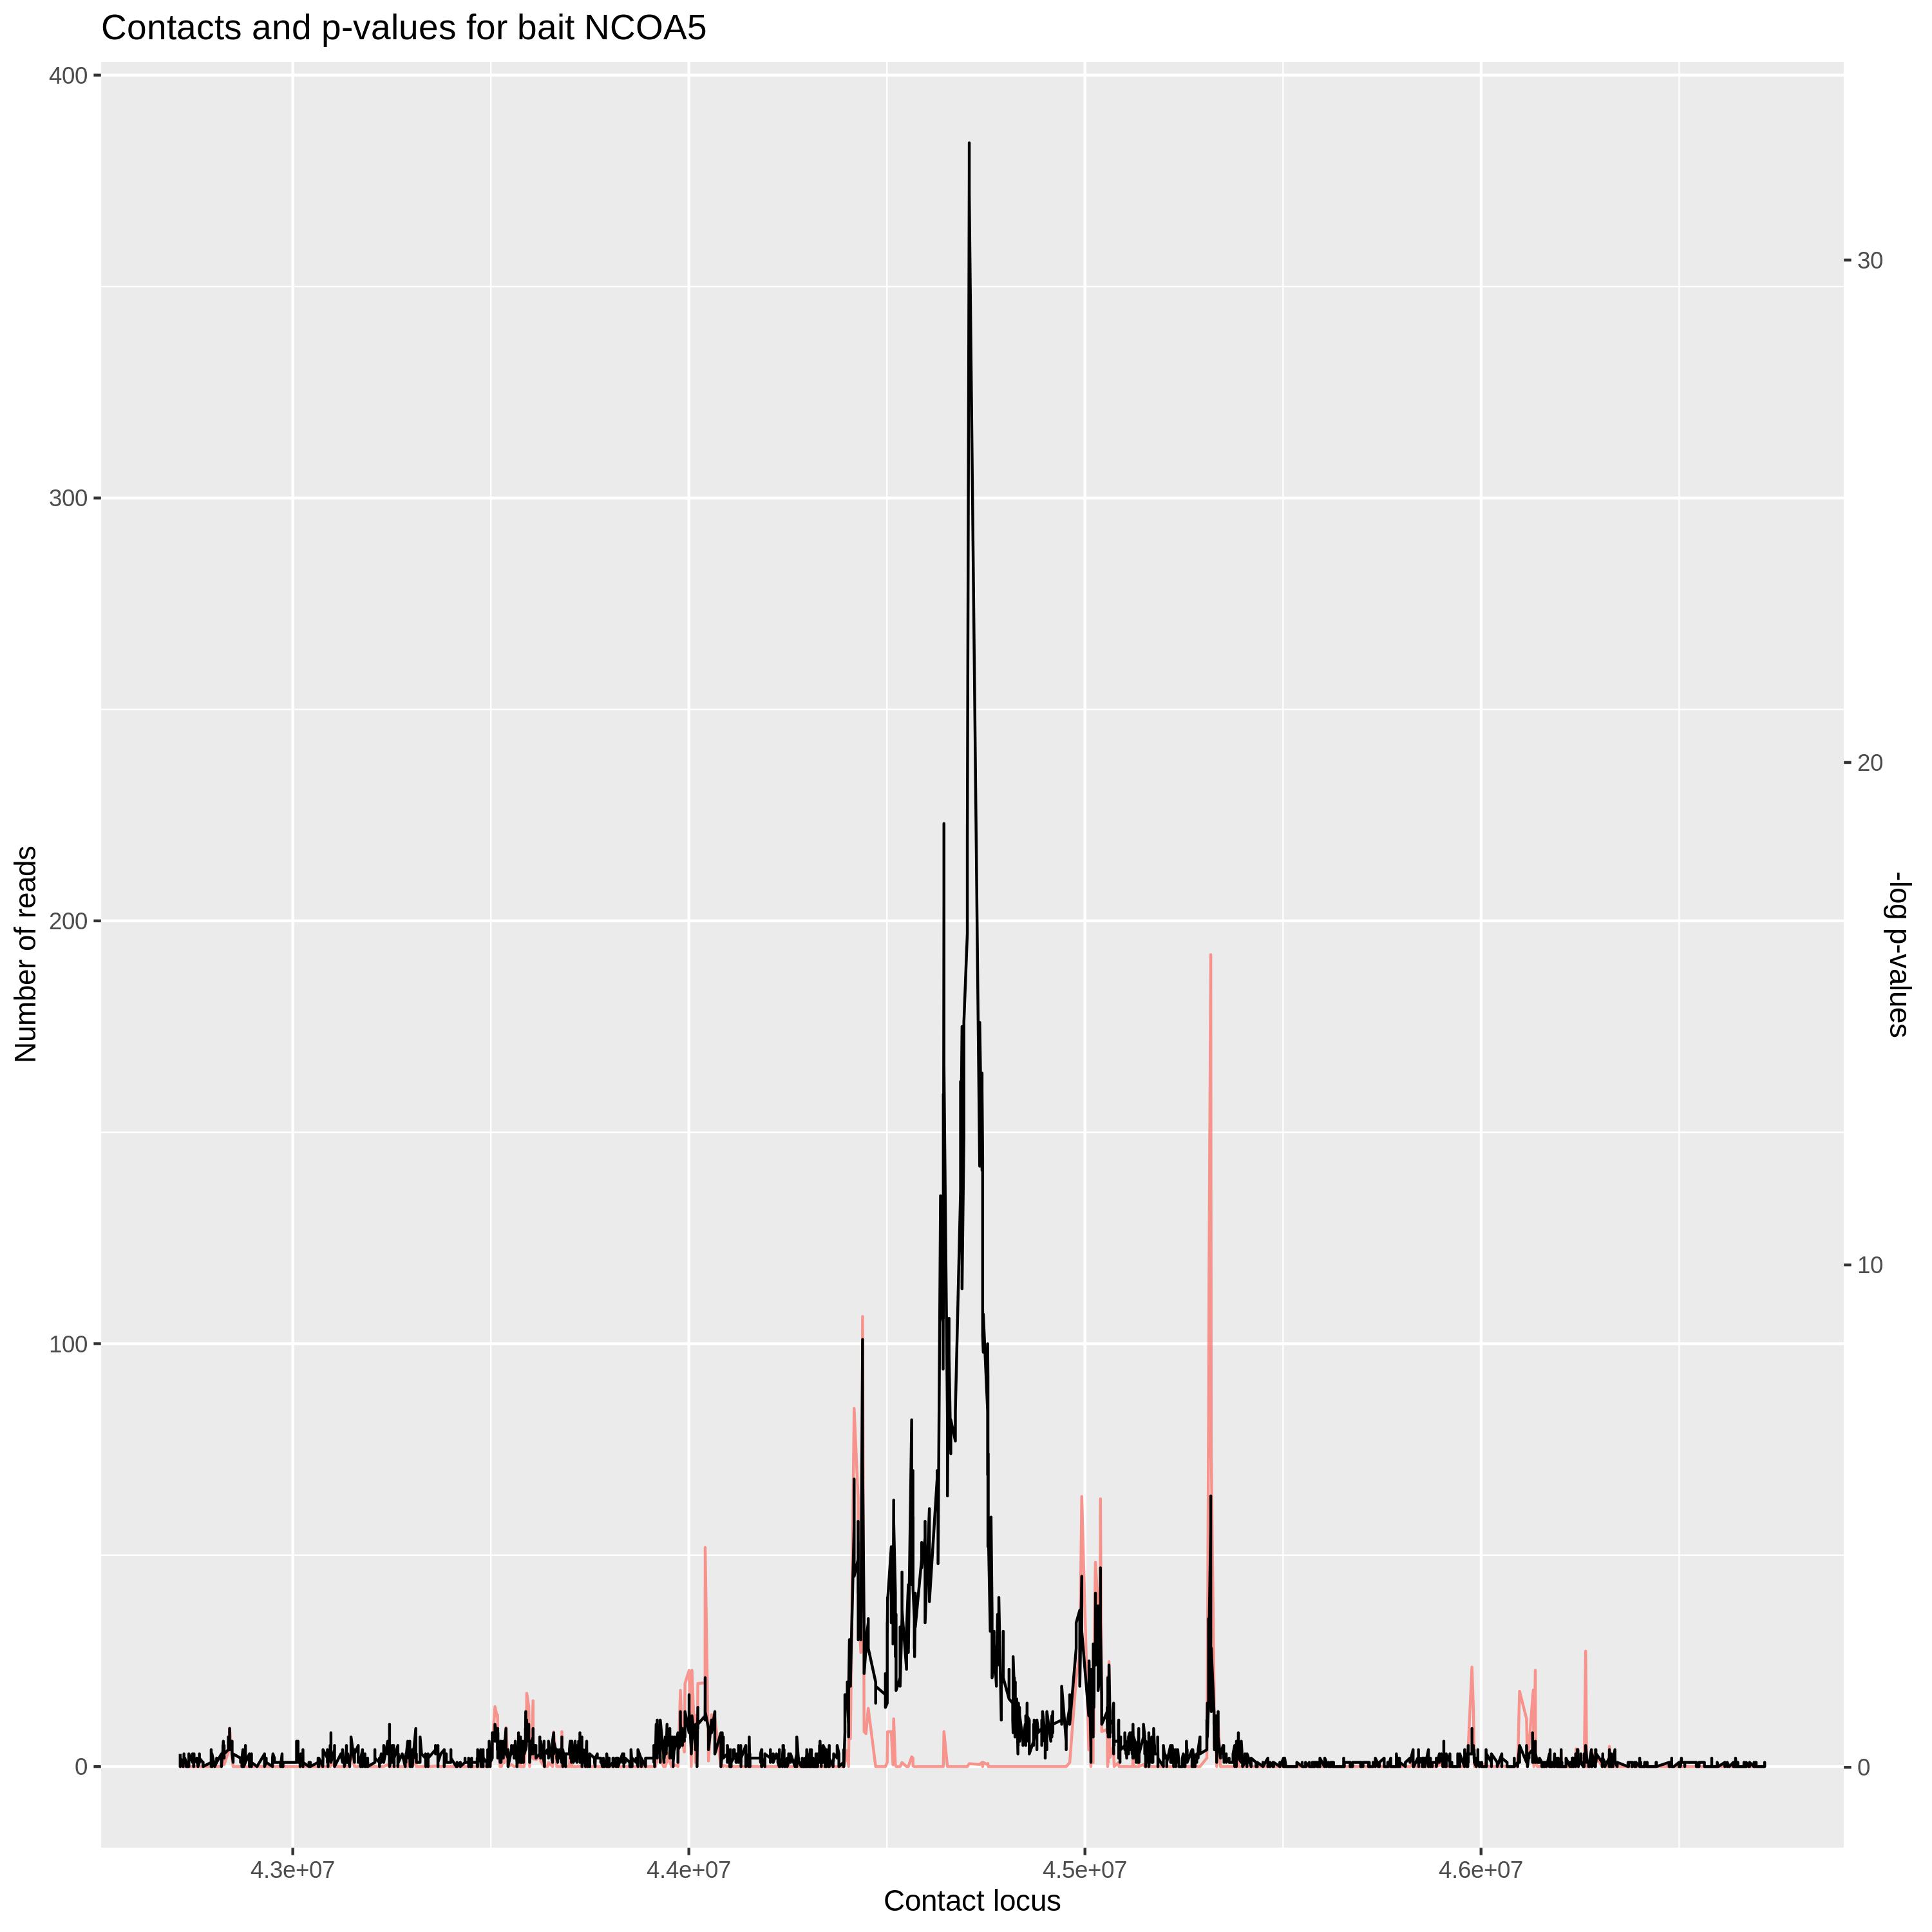 Contacts and p-values for bait NCOA5
400
300
200
100
0
Number of reads
30
20
10
0
-log p-values
4.3e+07
4.4e+07
4.5e+07
4.6e+07
Contact locus